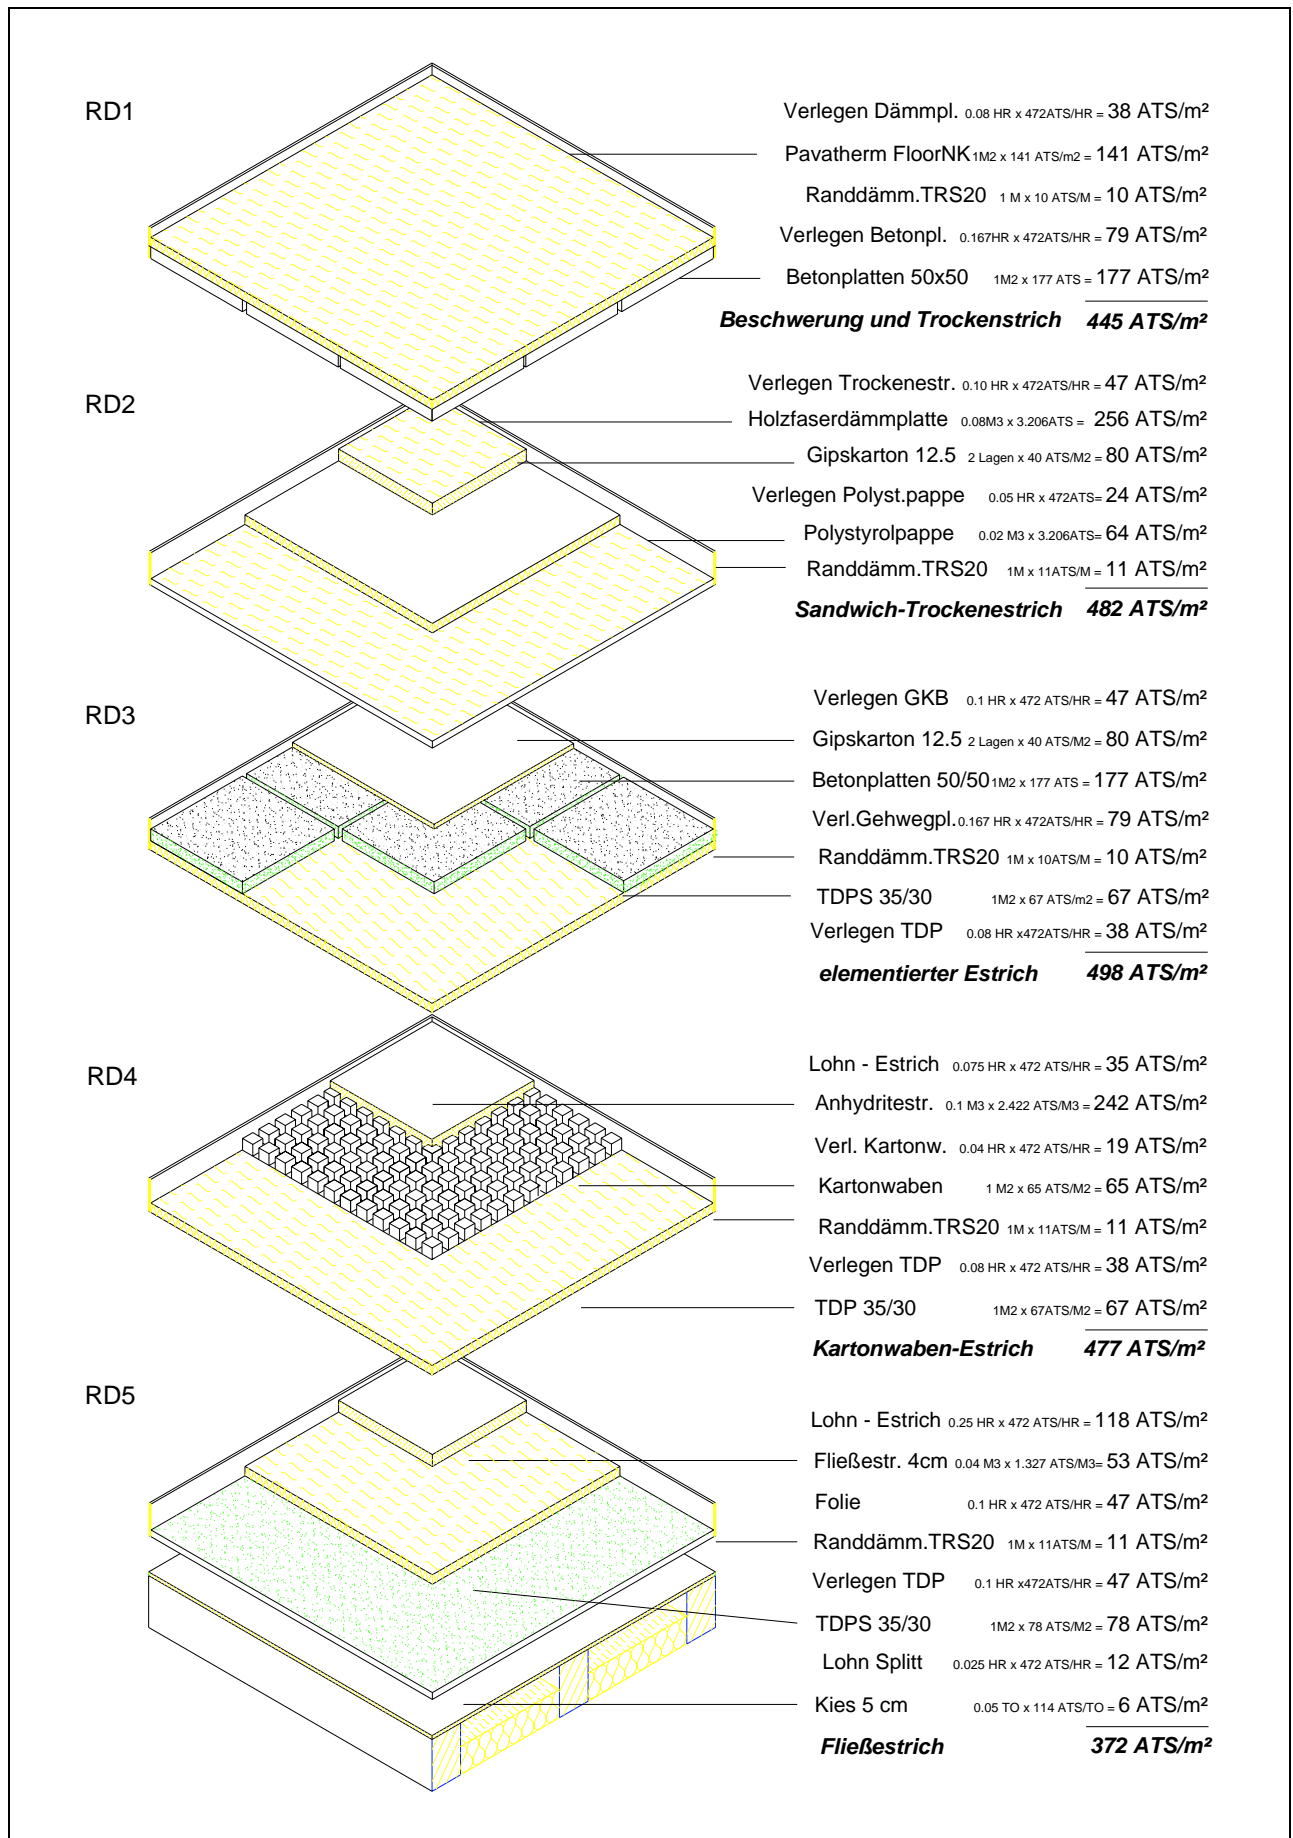 RD1
Verlegen Dämmpl. 0.08 HR x 472ATS/HR = 38 ATS/m²
Pavatherm FloorNK 1M2 x 141 ATS/m2 = 141 ATS/m²
Randdämm.TRS20 1 M x 10 ATS/M = 10 ATS/m²
Verlegen Betonpl. 0.167HR x 472ATS/HR = 79 ATS/m²
Betonplatten 50x50 1M2 x 177 ATS = 177 ATS/m²
Beschwerung und Trockenstrich 445 ATS/m²
RD2
Verlegen Trockenestr. 0.10 HR x 472ATS/HR = 47 ATS/m²
Holzfaserdämmplatte 0.08M3 x 3.206ATS = 256 ATS/m²
Gipskarton 12.5 2 Lagen x 40 ATS/M2 = 80 ATS/m²
Verlegen Polyst.pappe 0.05 HR x 472ATS= 24 ATS/m²
Polystyrolpappe 0.02 M3 x 3.206ATS= 64 ATS/m²
Randdämm.TRS20 1M x 11ATS/M = 11 ATS/m²
Sandwich-Trockenestrich 482 ATS/m²
RD3
Verlegen GKB 0.1 HR x 472 ATS/HR = 47 ATS/m²
Gipskarton 12.5 2 Lagen x 40 ATS/M2 = 80 ATS/m²
Betonplatten 50/50 1M2 x 177 ATS = 177 ATS/m²
Verl.Gehwegpl. 0.167 HR x 472ATS/HR = 79 ATS/m²
Randdämm.TRS20 1M x 10ATS/M = 10 ATS/m²
TDPS 35/30 1M2 x 67 ATS/m2 = 67 ATS/m²
Verlegen TDP 0.08 HR x472ATS/HR = 38 ATS/m²
elementierter Estrich 498 ATS/m²
RD4
Lohn - Estrich 0.075 HR x 472 ATS/HR = 35 ATS/m²
Anhydritestr. 0.1 M3 x 2.422 ATS/M3 = 242 ATS/m²
Verl. Kartonw. 0.04 HR x 472 ATS/HR = 19 ATS/m²
Kartonwaben 1 M2 x 65 ATS/M2 = 65 ATS/m²
Randdämm.TRS20 1M x 11ATS/M = 11 ATS/m²
Verlegen TDP 0.08 HR x 472 ATS/HR = 38 ATS/m²
TDP 35/30 1M2 x 67ATS/M2 = 67 ATS/m²
Kartonwaben-Estrich 477 ATS/m²
RD5
Lohn - Estrich 0.25 HR x 472 ATS/HR = 118 ATS/m²
Fließestr. 4cm 0.04 M3 x 1.327 ATS/M3= 53 ATS/m²
Folie 0.1 HR x 472 ATS/HR = 47 ATS/m²
Randdämm.TRS20 1M x 11ATS/M = 11 ATS/m²
Verlegen TDP 0.1 HR x472ATS/HR = 47 ATS/m²
TDPS 35/30 1M2 x 78 ATS/M2 = 78 ATS/m²
Lohn Splitt 0.025 HR x 472 ATS/HR = 12 ATS/m²
Kies 5 cm 0.05 TO x 114 ATS/TO = 6 ATS/m²
Fließestrich 372 ATS/m²